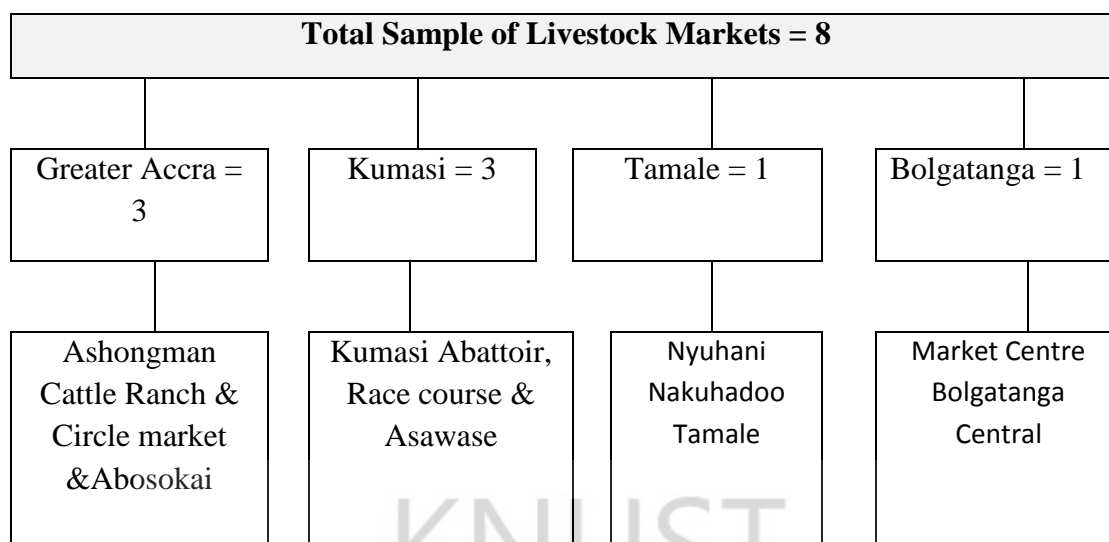 Total Sample of Livestock Markets = 8
Greater Accra =
3
Kumasi = 3
Tamale = 1
Bolgatanga = 1
Ashongman
Cattle Ranch &
Circle market
&Abosokai
Kumasi Abattoir,
Race course &
Asawase
Nyuhani
Nakuhadoo
Tamale
Market Centre
Bolgatanga
Central
KNUST